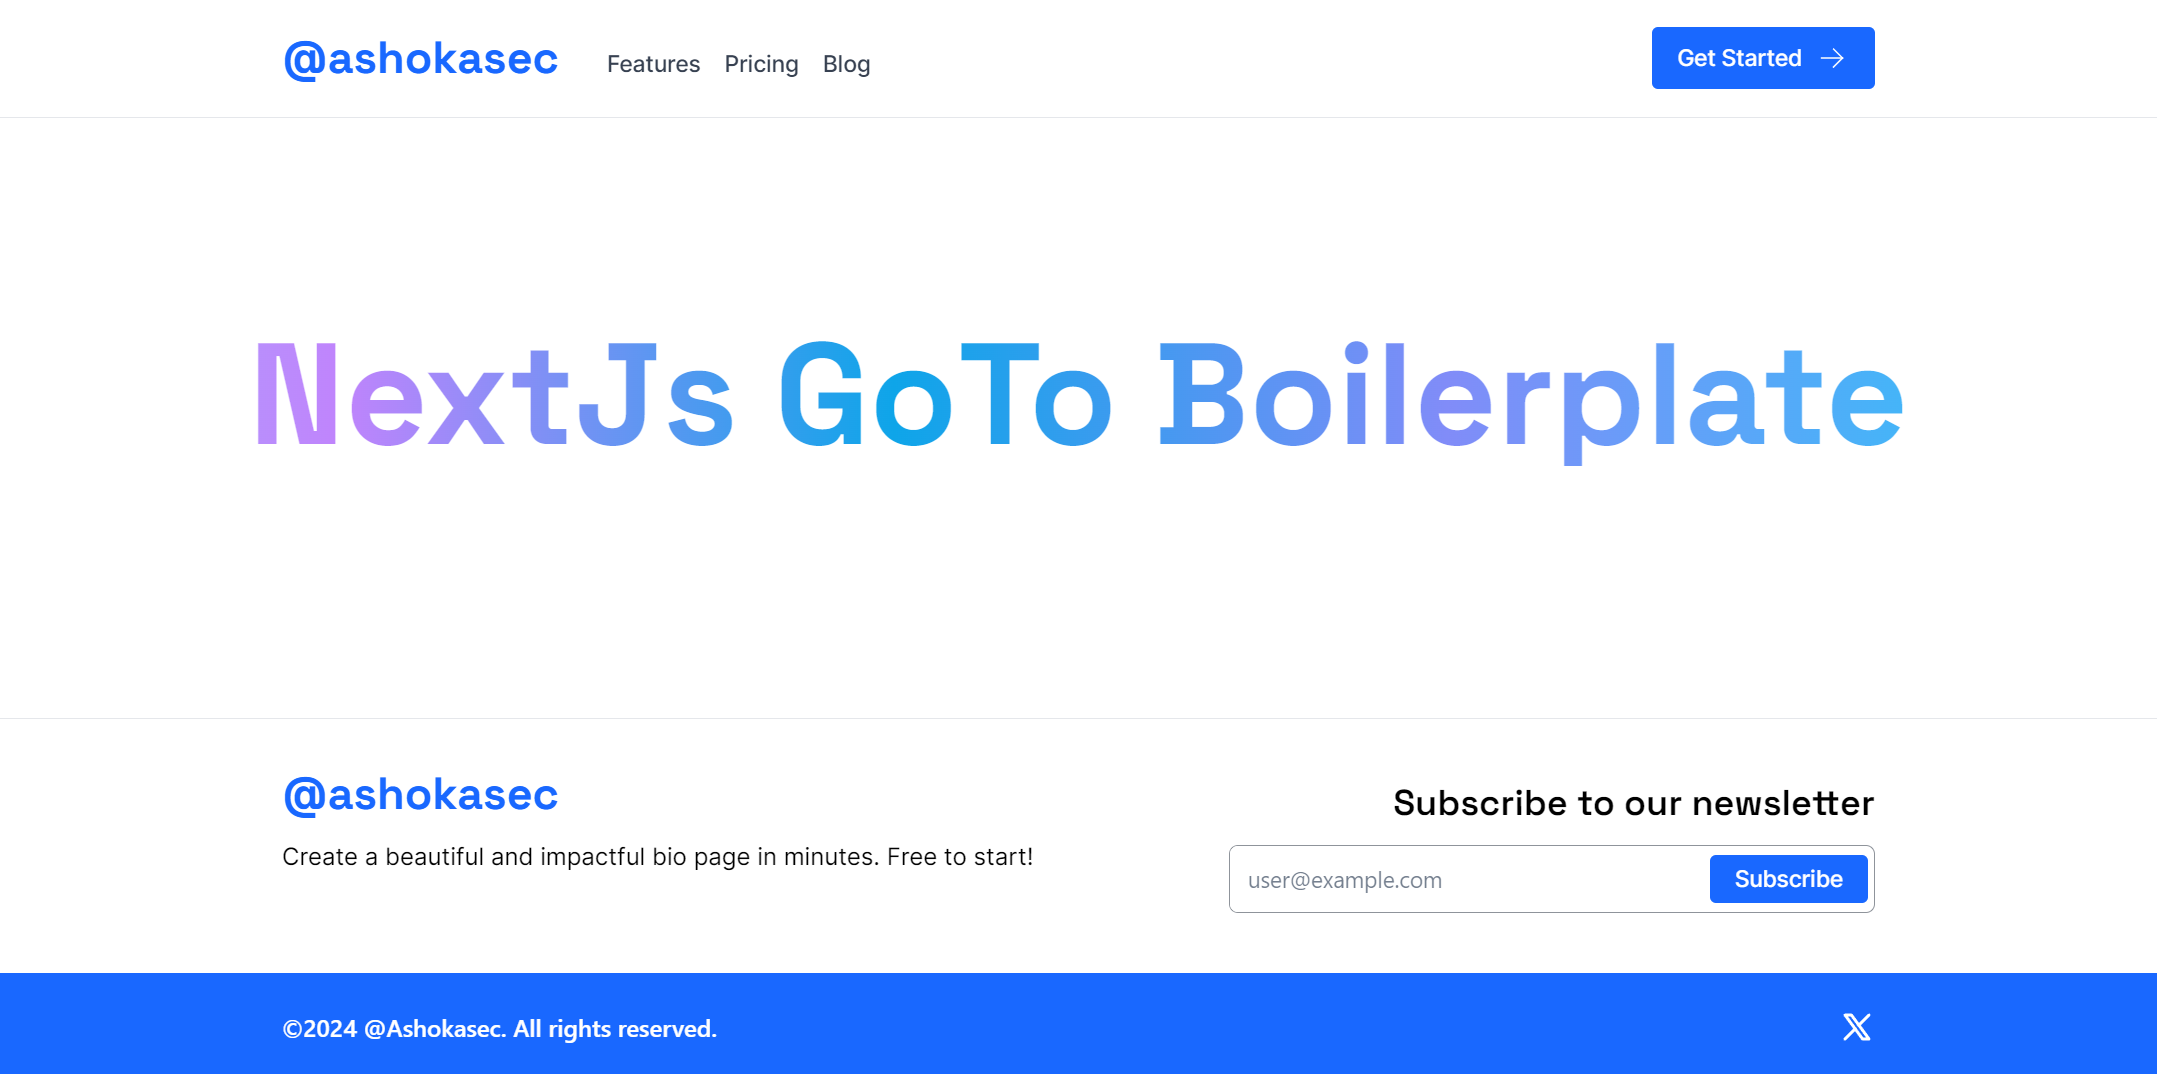 @ashokasec Features Pricing Blog Get Started
NextJs GoTo Boilerplate
@ashokasec
Create a beautiful and impactful bio page in minutes. Free to start!
Subscribe to our newsletter
user@example.com Subscribe
©2024 @Ashokasec. All rights reserved.